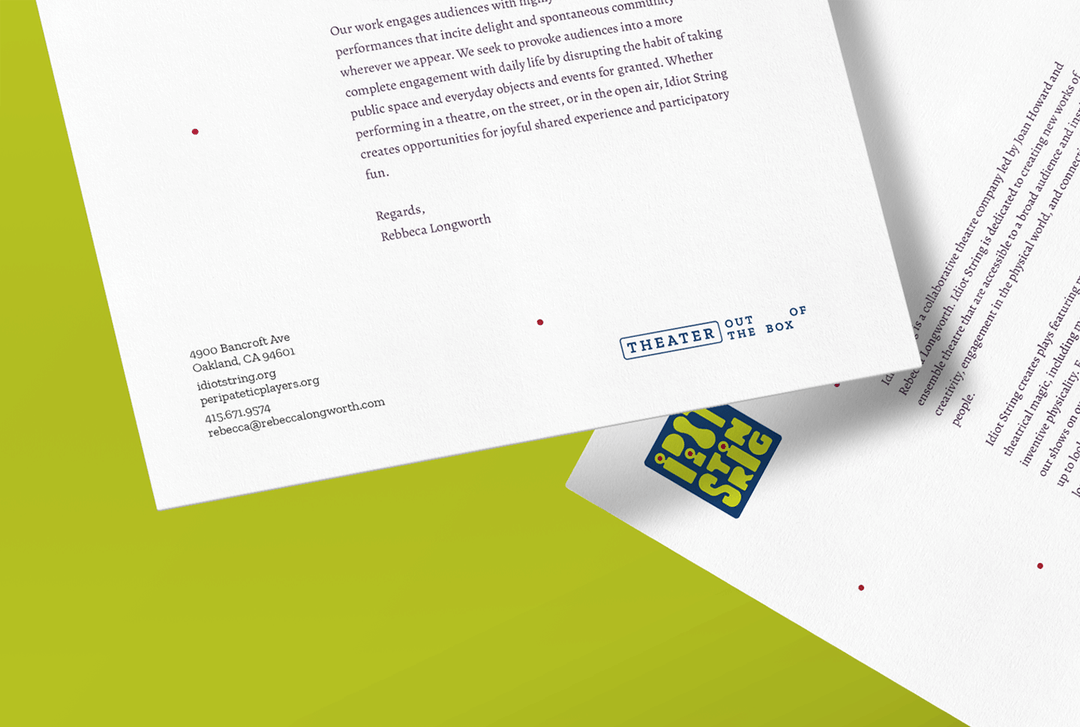 Our work engages audiences with highly
performances that incite delight and spontaneous community
wherever we appear. We seek to provoke audiences into a more
complete engagement with daily life by disrupting the habit of taking
public space and everyday objects and events for granted. Whether
performing in a theatre, on the street, or in the open air, Idiot String
creates opportunities for joyful shared experience and participatory
fun.
Regards,
Rebbeca Longworth
4900 Bancroft Ave
Oakland, CA 94601
idiotstring.org
peripateticplayers.org
415.671.9574
rebecca@rebeccalongworth.com
THEATER OUT OF
THE BOX
IDIOT
STRING
is a collaborative theatre company led by Joan Howard and
Longworth. Idiot String is dedicated to creating new works of
ensemble theatre that are accessible to a broad audience and
creativity, engagement in the physical world, and
people.
Idiot String creates plays featuring
theatrical magic, including
inventive physicality.
our shows on
up to